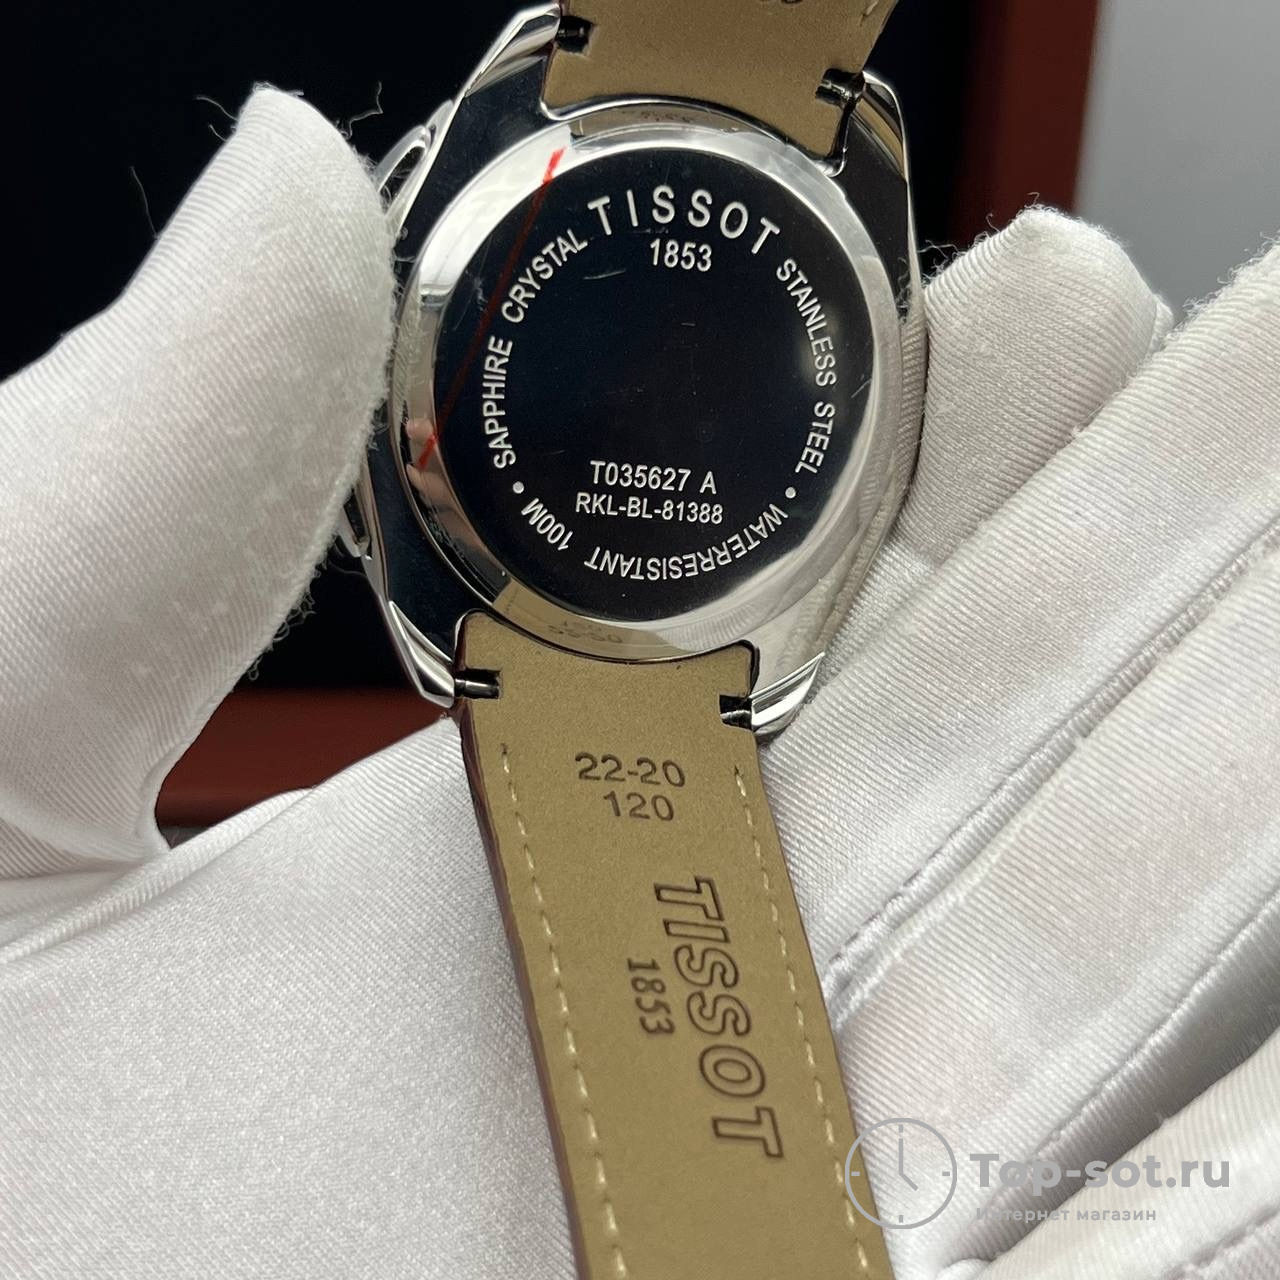 TISSOT
1853
STAINLESS STEEL • WATERRESISTANT 100M • SAPPHIRE CRYSTAL
T035627 A
RKL-BL-81388
22-20
120
TISSOT
1853
Top-sot.ru
Интернет магазин